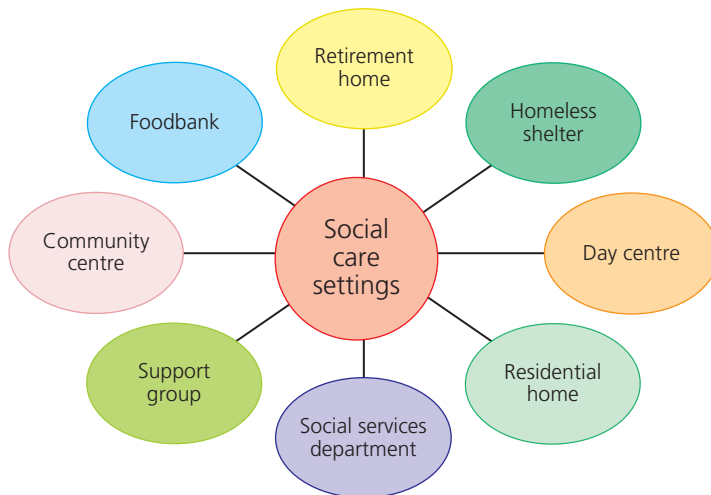 Retirement
home
Homeless
shelter
Foodbank
Social
care
settings
Community
centre
Day centre
Support
group
Residential
home
Social services
department